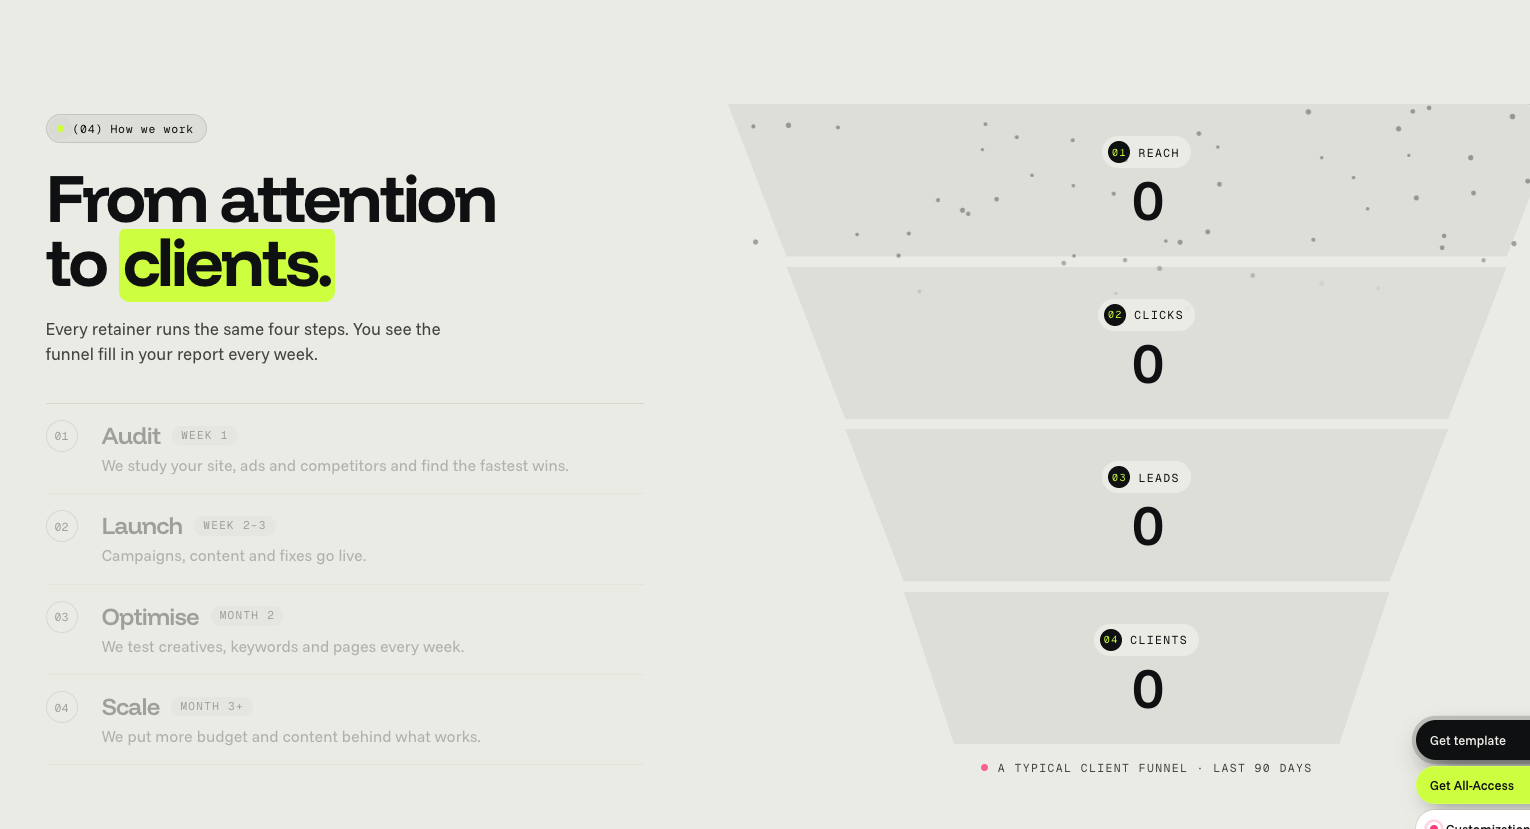 (04) How we work
From attention
to clients.
Every retainer runs the same four steps. You see the
funnel fill in your report every week.
01 Audit WEEK 1
We study your site, ads and competitors and find the fastest wins.
02 Launch WEEK 2-3
Campaigns, content and fixes go live.
03 Optimise MONTH 2
We test creatives, keywords and pages every week.
04 Scale MONTH 3+
We put more budget and content behind what works.
01 REACH
0
02 CLICKS
0
03 LEADS
0
04 CLIENTS
0
A TYPICAL CLIENT FUNNEL · LAST 90 DAYS
Get template
Get All-Access
Customization